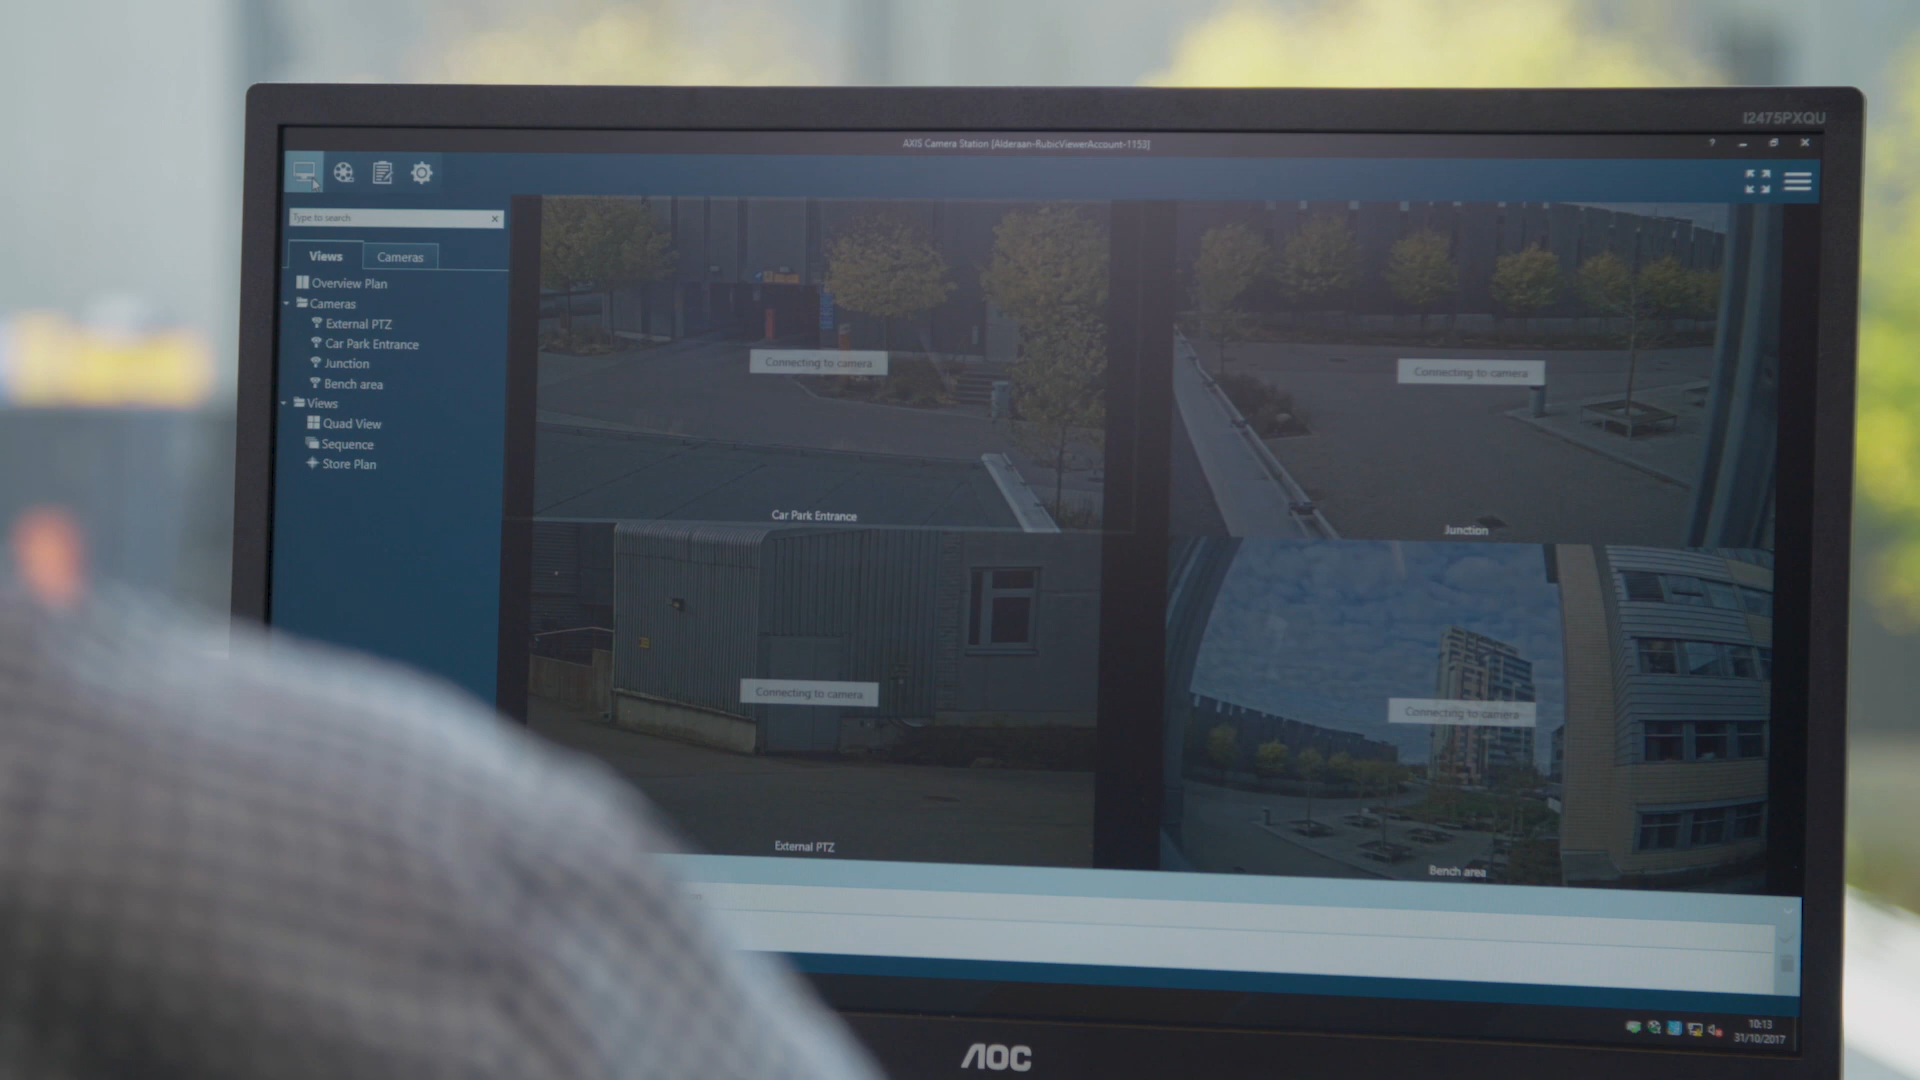 I2475PXQU
AXIS Camera Station [Alderaan-RubicViewerAccount-1153]
Type to search
Views
Cameras
Overview Plan
Cameras
External PTZ
Car Park Entrance
Junction
Bench area
Views
Quad View
Sequence
Store Plan
Connecting to camera
Car Park Entrance
Connecting to camera
Junction
Connecting to camera
External PTZ
Connecting to camera
Bench area
10:13
31/10/2017
AOC